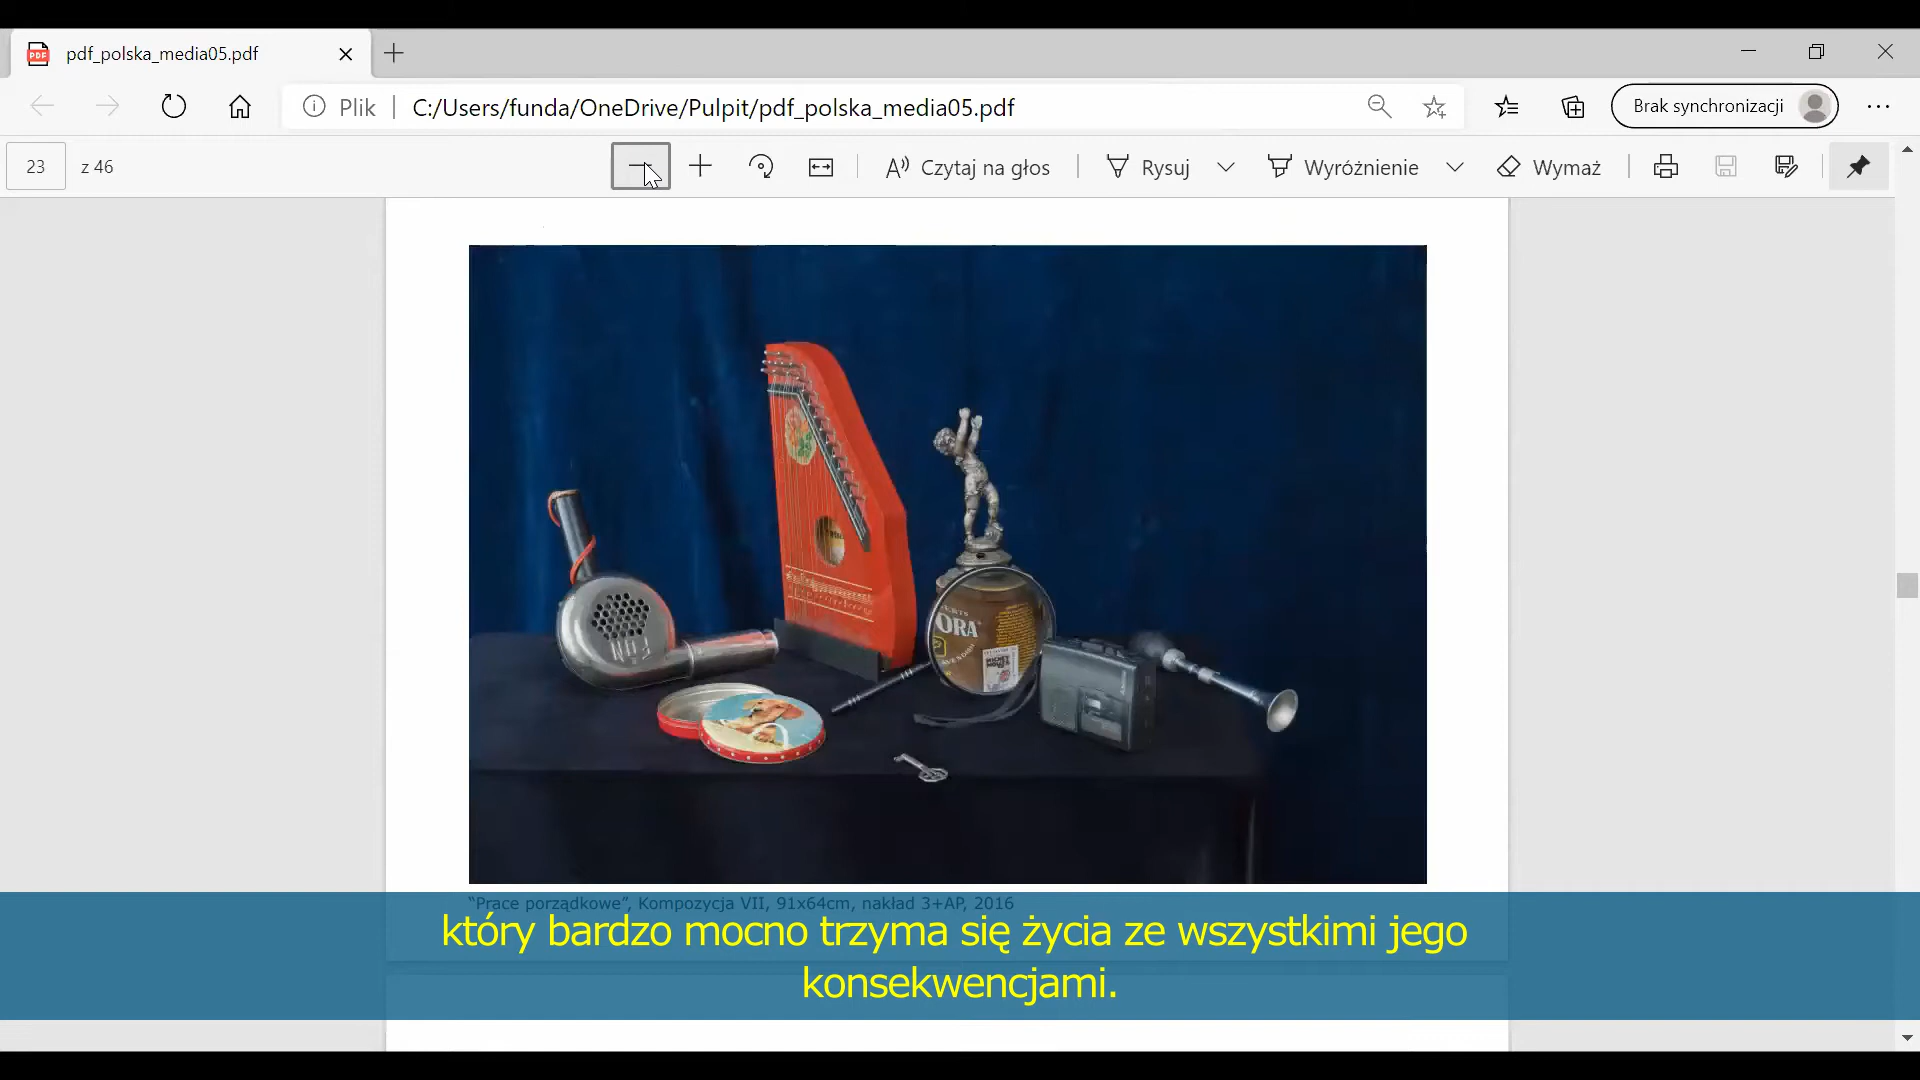 pdf_polska_media05.pdf
Plik
C:/Users/funda/OneDrive/Pulpit/pdf_polska_media05.pdf
Brak synchronizacji
23 z 46
Czytaj na głos
Rysuj
Wyróżnienie
Wymaż
ORA
"Prace porządkowe", Kompozycja VII, 91x64cm, nakład 3+AP, 2016
który bardzo mocno trzyma się życia ze wszystkimi jego
konsekwencjami.